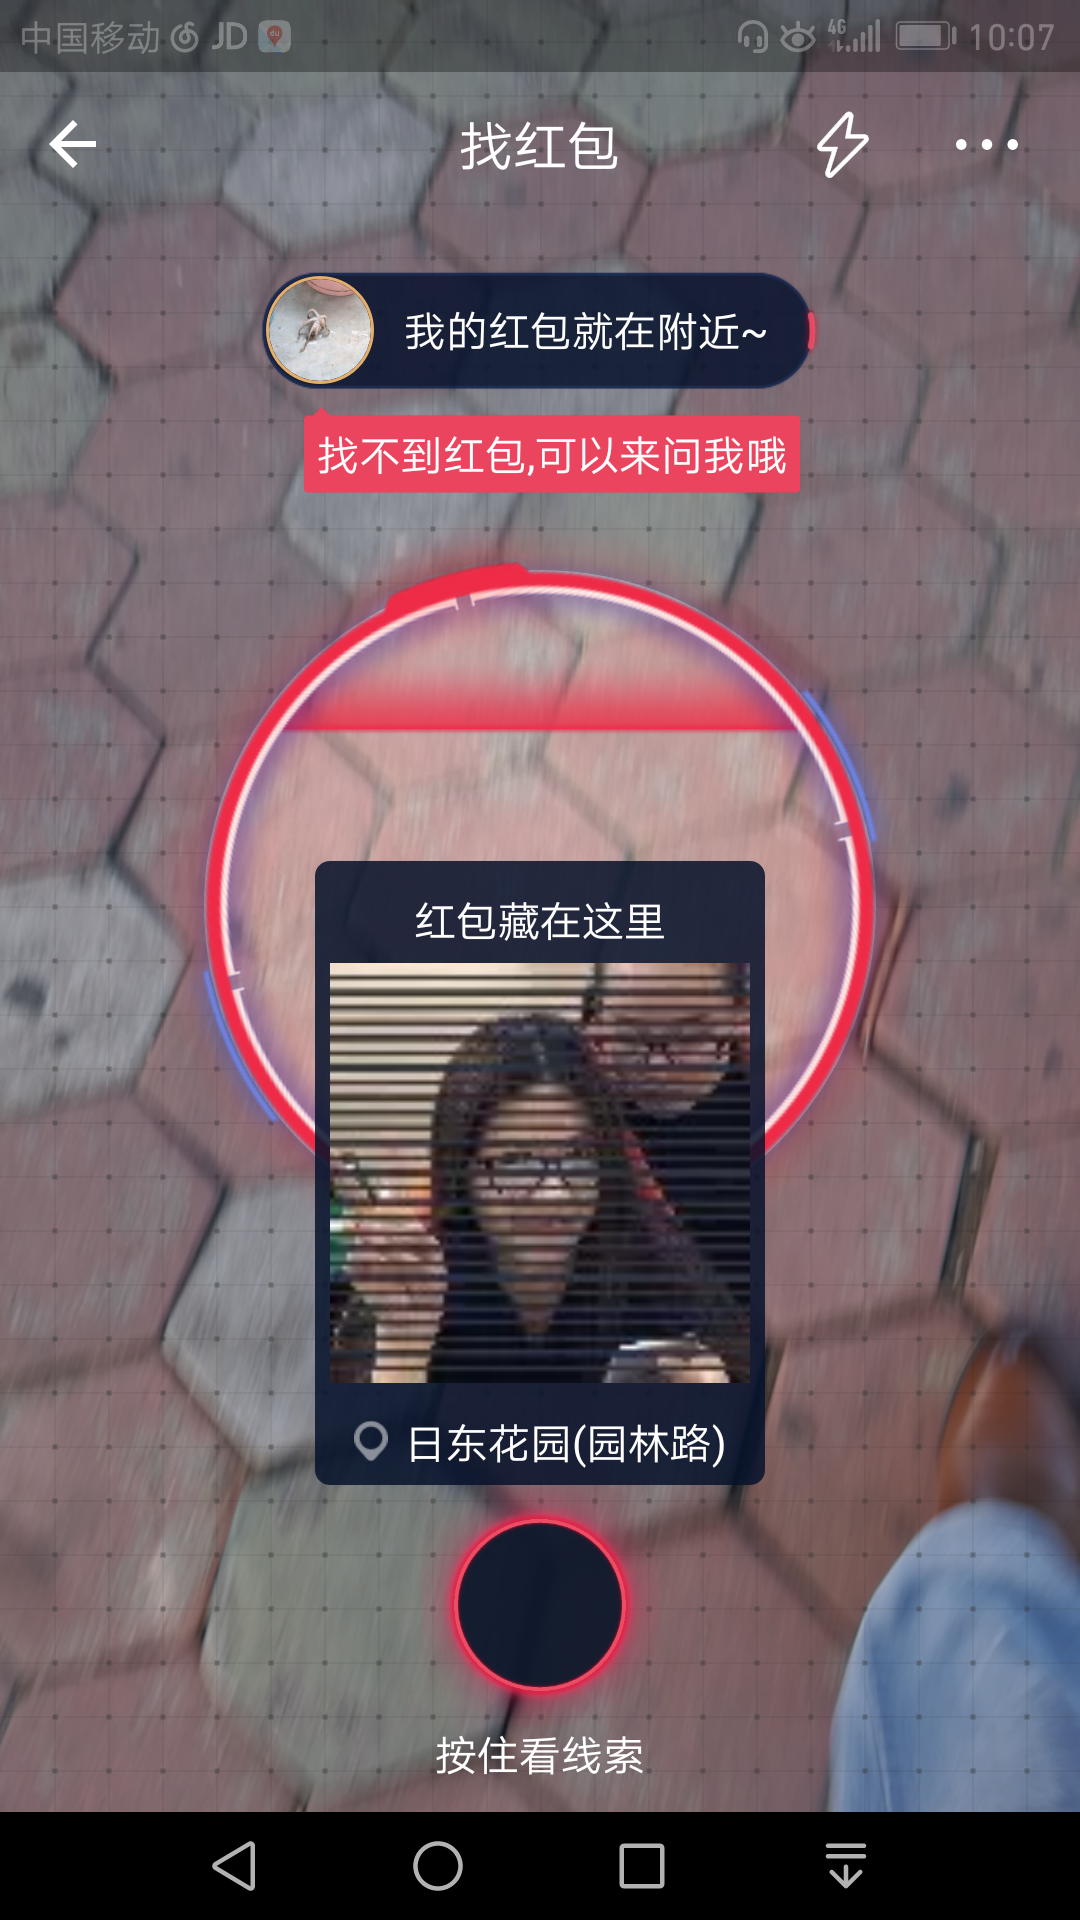 中国移动 JD du 4G 10:07
找红包
我的红包就在附近~
找不到红包,可以来问我哦
红包藏在这里
日东花园(园林路)
按住看线索